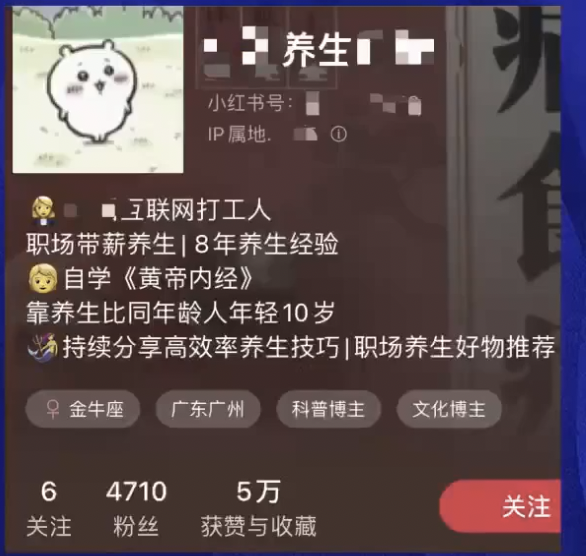 养生
小红书号:
IP属地.
互联网打工人
职场带薪养生|8年养生经验
自学《黄帝内经》
靠养生比同年龄人年轻10岁
持续分享高效率养生技巧|职场养生好物推荐
♀ 金牛座 广东广州 科普博主 文化博主
6 4710 5万
关注 粉丝 获赞与收藏
关注